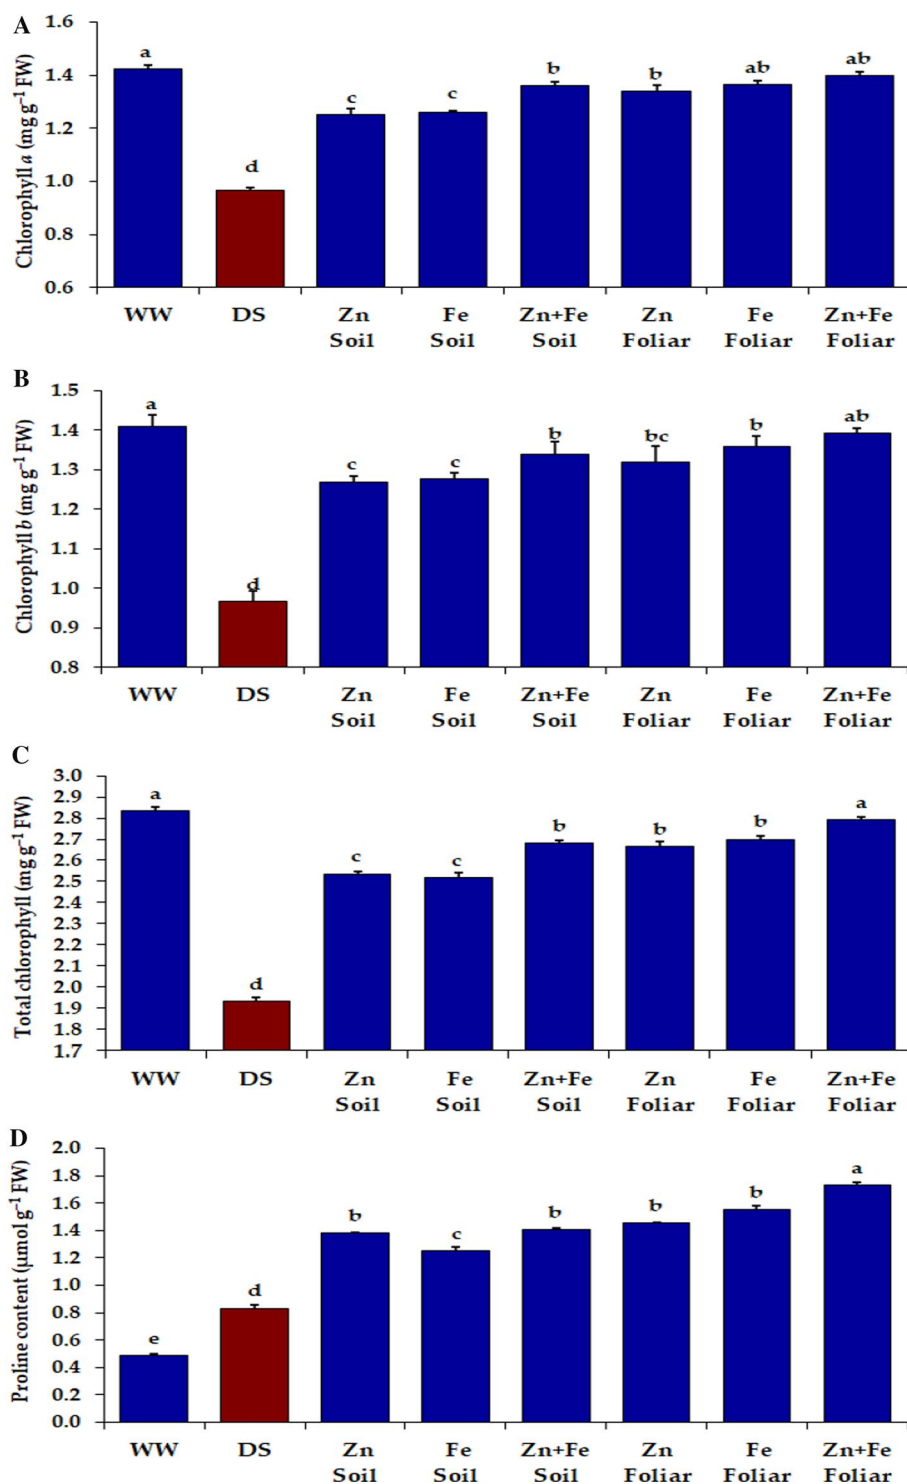 A
Chlorophyll a (mg g⁻¹ FW)
1.6
1.4
1.2
1.0
0.8
0.6
a
d
c
c
b
b
ab
ab
WW DS Zn Fe Zn+Fe Zn Fe Zn+Fe
Soil Soil Soil Foliar Foliar Foliar
B
Chlorophyll b (mg g⁻¹ FW)
1.5
1.4
1.3
1.2
1.1
1.0
0.9
0.8
a
d
c
c
b
bc
b
ab
WW DS Zn Fe Zn+Fe Zn Fe Zn+Fe
Soil Soil Soil Foliar Foliar Foliar
C
Total chlorophyll (mg g⁻¹ FW)
3.0
2.9
2.8
2.7
2.6
2.5
2.4
2.3
2.2
2.1
2.0
1.9
1.8
1.7
a
d
c
c
b
b
b
a
WW DS Zn Fe Zn+Fe Zn Fe Zn+Fe
Soil Soil Soil Foliar Foliar Foliar
D
Proline content (µmol g⁻¹ FW)
2.0
1.8
1.6
1.4
1.2
1.0
0.8
0.6
0.4
0.2
0.0
e
d
b
c
b
b
b
a
WW DS Zn Fe Zn+Fe Zn Fe Zn+Fe
Soil Soil Soil Foliar Foliar Foliar